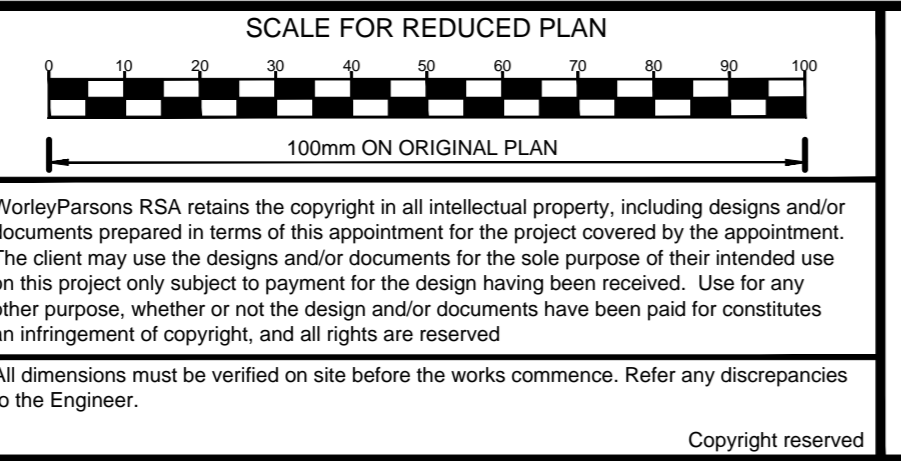 SCALE FOR REDUCED PLAN
0 10 20 30 40 50 60 70 80 90 100
100mm ON ORIGINAL PLAN
WorleyParsons RSA retains the copyright in all intellectual property, including designs and/or
documents prepared in terms of this appointment for the project covered by the appointment.
The client may use the designs and/or documents for the sole purpose of their intended use
on this project only subject to payment for the design having been received. Use for any
other purpose, whether or not the design and/or documents have been paid for constitutes
an infringement of copyright, and all rights are reserved
All dimensions must be verified on site before the works commence. Refer any discrepancies
to the Engineer.
Copyright reserved